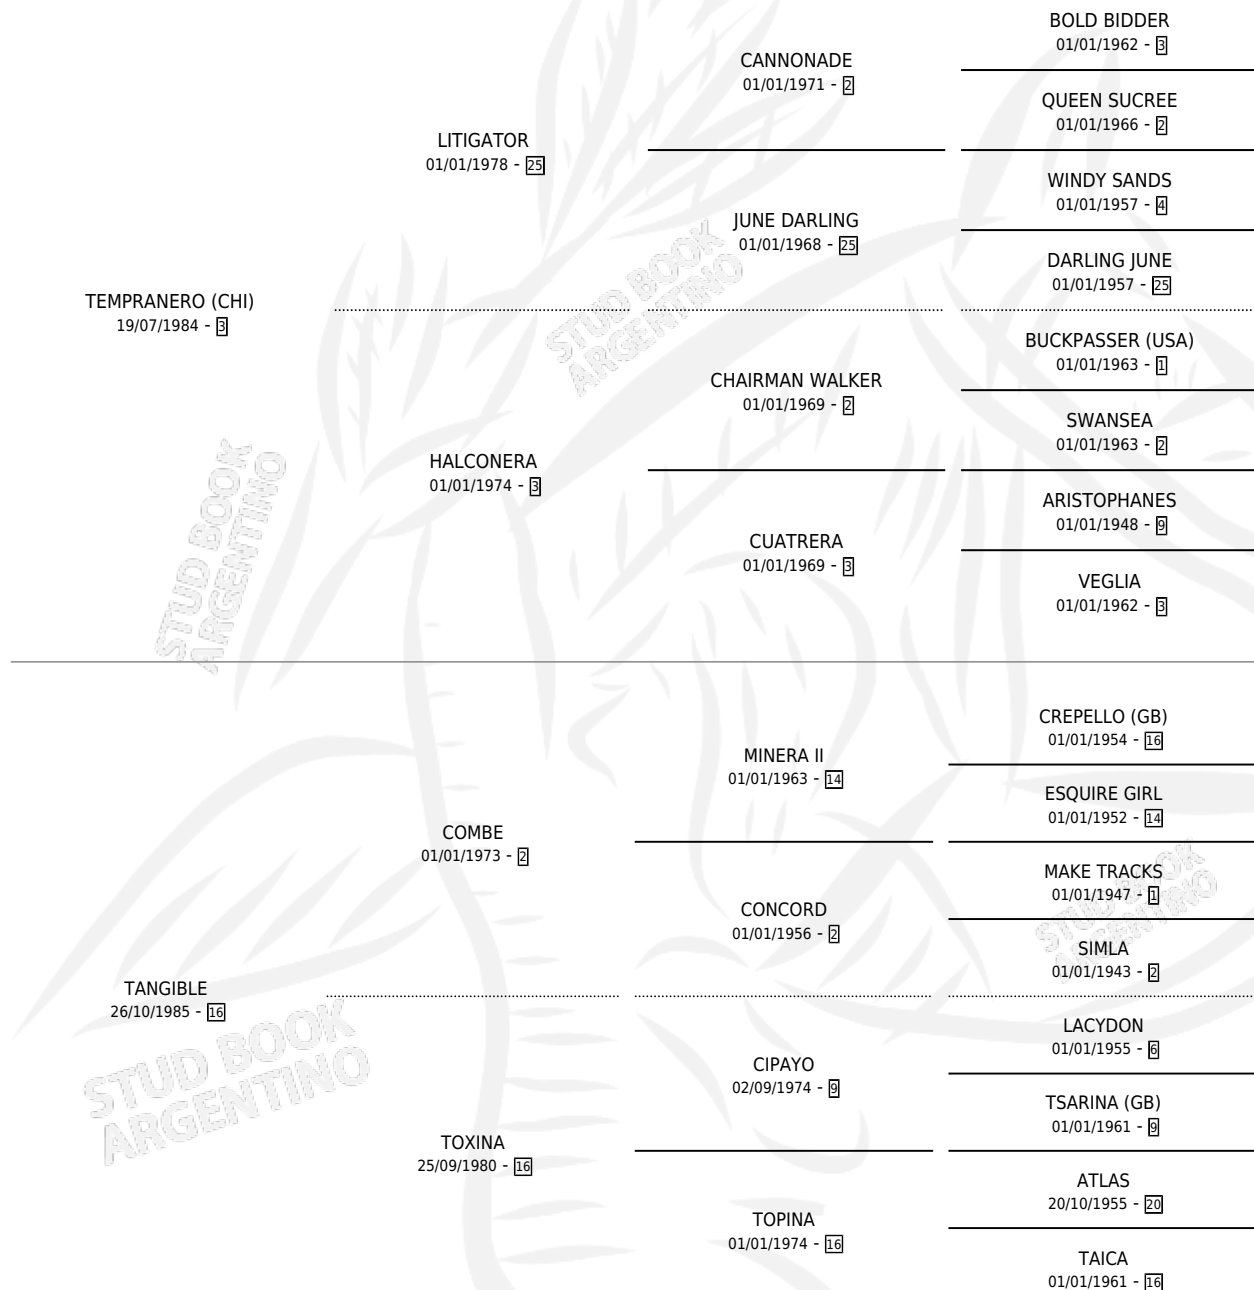 BOLD BIDDER
01/01/1962 - 3
CANNONADE
01/01/1971 - 2
QUEEN SUCREE
01/01/1966 - 2
LITIGATOR
01/01/1978 - 25
WINDY SANDS
01/01/1957 - 4
JUNE DARLING
01/01/1968 - 25
DARLING JUNE
01/01/1957 - 25
TEMPRANERO (CHI)
19/07/1984 - 3
STUD BOOK
ARGENTINO
BUCKPASSER (USA)
01/01/1963 - 1
CHAIRMAN WALKER
01/01/1969 - 2
SWANSEA
01/01/1963 - 2
HALCONERA
01/01/1974 - 3
ARISTOPHANES
01/01/1948 - 9
CUATRERA
01/01/1969 - 3
VEGLIA
01/01/1962 - 3
STUD BOOK
ARGENTINO
CREPELLO (GB)
01/01/1954 - 16
MINERA II
01/01/1963 - 14
ESQUIRE GIRL
01/01/1952 - 14
COMBE
01/01/1973 - 2
MAKE TRACKS
01/01/1947 - 1
CONCORD
01/01/1956 - 2
SIMLA
01/01/1943 - 2
STUD BOOK
ARGENTINO
TANGIBLE
26/10/1985 - 16
LACYDON
01/01/1955 - 6
CIPAYO
02/09/1974 - 9
TSARINA (GB)
01/01/1961 - 9
STUD BOOK
ARGENTINO
TOXINA
25/09/1980 - 16
ATLAS
20/10/1955 - 20
TOPINA
01/01/1974 - 16
TAICA
01/01/1961 - 16